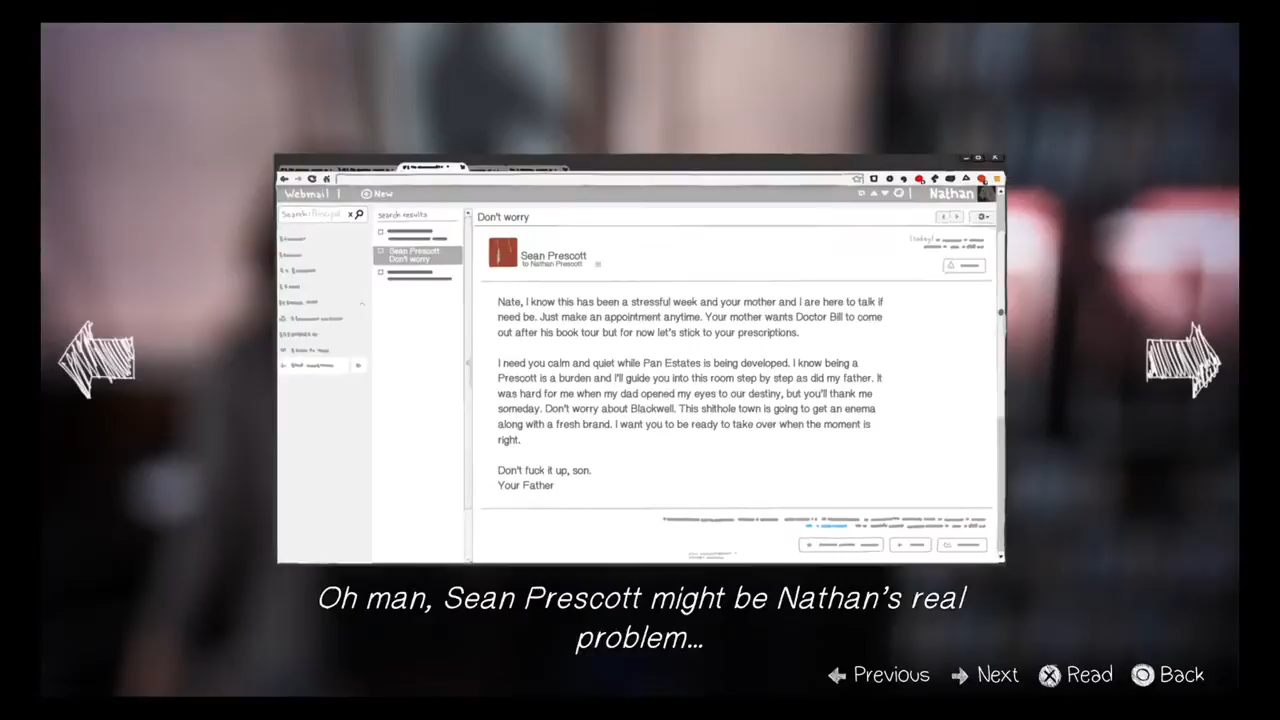 Webmail |
New
Nathan
Search
search results
Don't worry
Sean Prescott
Don't worry
Sean Prescott
to Nathan Prescott
(today)
Nate, I know this has been a stressful week and your mother and I are here to talk if
need be. Just make an appointment anytime. Your mother wants Doctor Bill to come
out after his book tour but for now let's stick to your prescriptions.
I need you calm and quiet while Pan Estates is being developed. I know being a
Prescott is a burden and I'll guide you into this room step by step as did my father. It
was hard for me when my dad opened my eyes to our destiny, but you'll thank me
someday. Don't worry about Blackwell. This shithole town is going to get an enema
along with a fresh brand. I want you to be ready to take over when the moment is
right.
Don't fuck it up, son.
Your Father
Oh man, Sean Prescott might be Nathan's real
problem...
Previous
Next
Read
Back